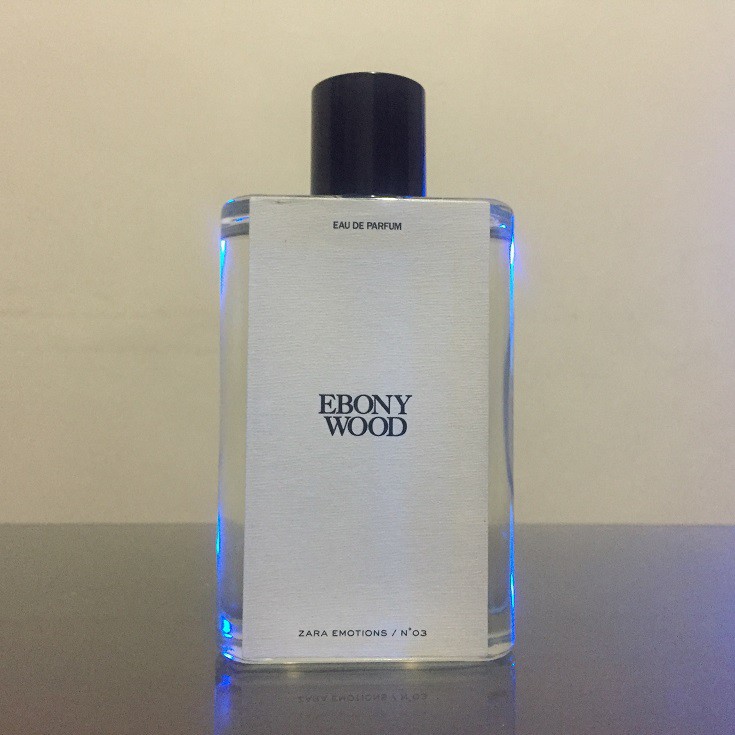 EAU DE PARFUM
EBONY
WOOD
ZARA EMOTIONS / N°03